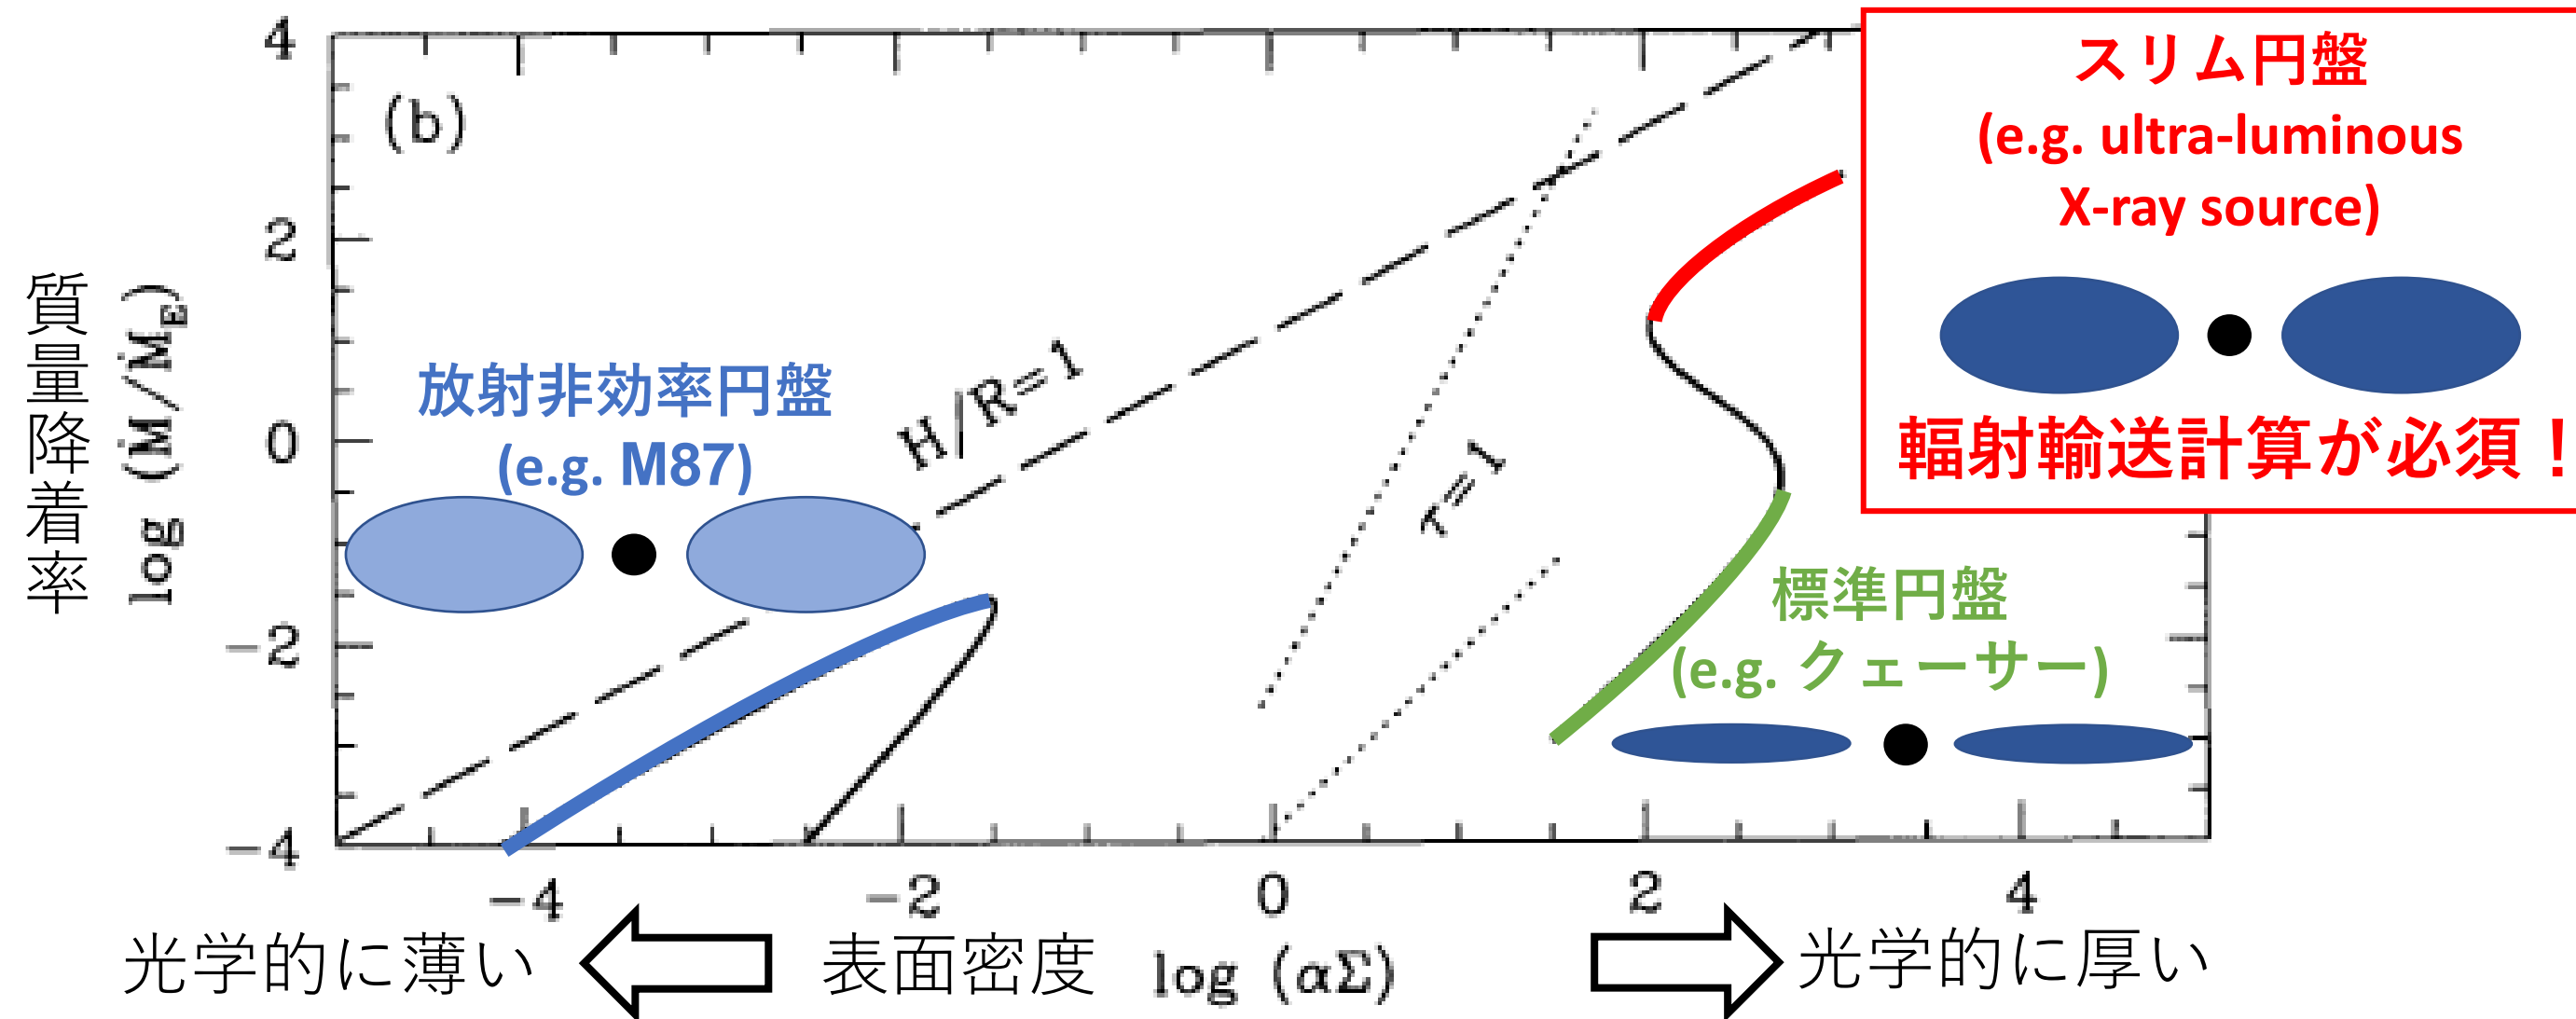 4
2
0
−2
−4
質量降着率
log (Ṁ/Ṁ_E)
(b)
放射非効率円盤
(e.g. M87)
H/R=1
τ=1
スリム円盤
(e.g. ultra-luminous
X-ray source)
輻射輸送計算が必須！
標準円盤
(e.g. クェーサー)
−4
−2
0
2
4
光学的に薄い
表面密度 log (αΣ)
光学的に厚い